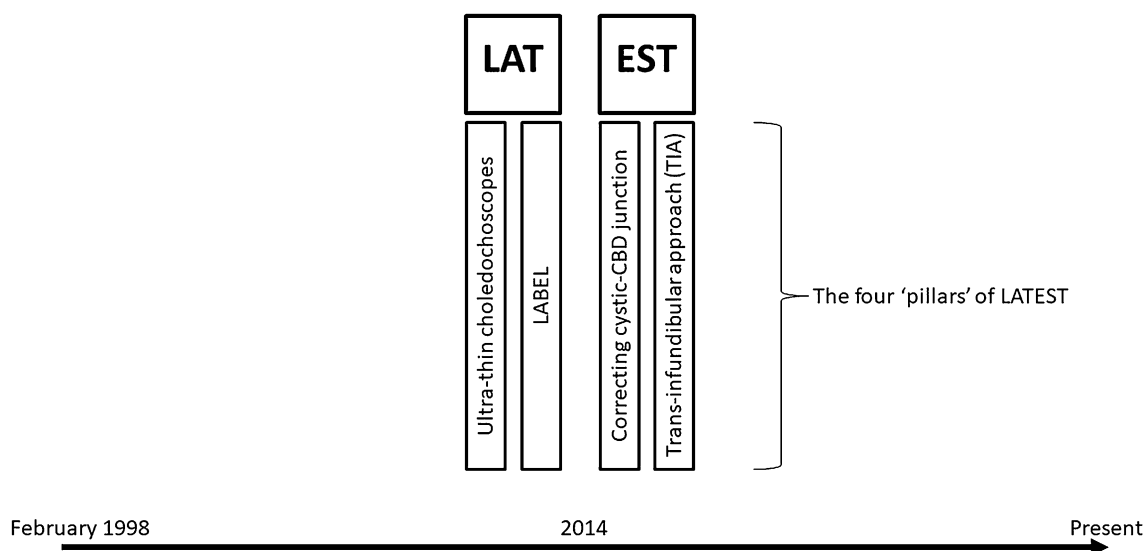 LAT
EST
Ultra-thin choledochoscopes
LABEL
Correcting cystic-CBD junction
Trans-infundibular approach (TIA)
The four ‘pillars’ of LATEST
February 1998
2014
Present